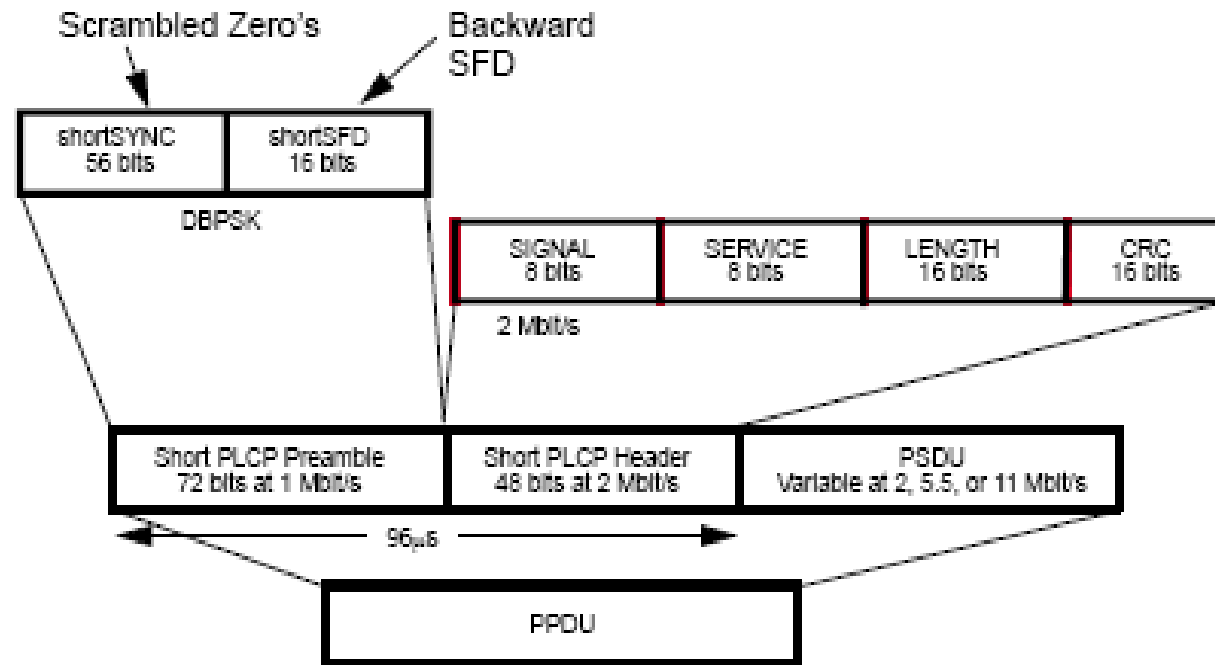 Scrambled Zero's
Backward
SFD
shortSYNC
56 bits
shortSFD
16 bits
DBPSK
SIGNAL
8 bits
SERVICE
8 bits
LENGTH
16 bits
CRC
16 bits
2 Mbit/s
Short PLCP Preamble
72 bits at 1 Mbit/s
Short PLCP Header
48 bits at 2 Mbit/s
PSDU
Variable at 2, 5.5, or 11 Mbit/s
96μs
PPDU